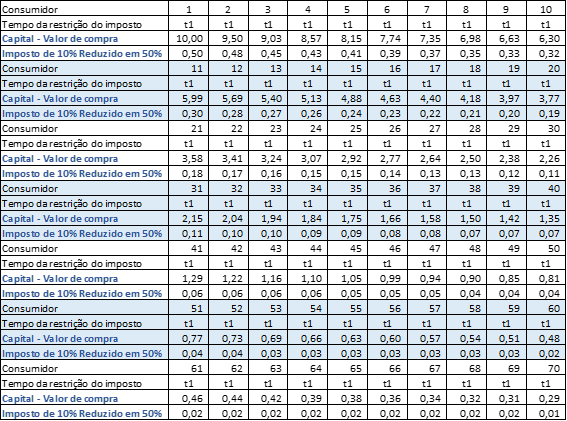 Consumidor 1 2 3 4 5 6 7 8 9 10
Tempo da restrição do imposto t1 t1 t1 t1 t1 t1 t1 t1 t1 t1
Capital - Valor de compra 10,00 9,50 9,03 8,57 8,15 7,74 7,35 6,98 6,63 6,30
Imposto de 10% Reduzido em 50% 0,50 0,48 0,45 0,43 0,41 0,39 0,37 0,35 0,33 0,32
Consumidor 11 12 13 14 15 16 17 18 19 20
Tempo da restrição do imposto t1 t1 t1 t1 t1 t1 t1 t1 t1 t1
Capital - Valor de compra 5,99 5,69 5,40 5,13 4,88 4,63 4,40 4,18 3,97 3,77
Imposto de 10% Reduzido em 50% 0,30 0,28 0,27 0,26 0,24 0,23 0,22 0,21 0,20 0,19
Consumidor 21 22 23 24 25 26 27 28 29 30
Tempo da restrição do imposto t1 t1 t1 t1 t1 t1 t1 t1 t1 t1
Capital - Valor de compra 3,58 3,41 3,24 3,07 2,92 2,77 2,64 2,50 2,38 2,26
Imposto de 10% Reduzido em 50% 0,18 0,17 0,16 0,15 0,15 0,14 0,13 0,13 0,12 0,11
Consumidor 31 32 33 34 35 36 37 38 39 40
Tempo da restrição do imposto t1 t1 t1 t1 t1 t1 t1 t1 t1 t1
Capital - Valor de compra 2,15 2,04 1,94 1,84 1,75 1,66 1,58 1,50 1,42 1,35
Imposto de 10% Reduzido em 50% 0,11 0,10 0,10 0,09 0,09 0,08 0,08 0,07 0,07 0,07
Consumidor 41 42 43 44 45 46 47 48 49 50
Tempo da restrição do imposto t1 t1 t1 t1 t1 t1 t1 t1 t1 t1
Capital - Valor de compra 1,29 1,22 1,16 1,10 1,05 0,99 0,94 0,90 0,85 0,81
Imposto de 10% Reduzido em 50% 0,06 0,06 0,06 0,06 0,05 0,05 0,05 0,04 0,04 0,04
Consumidor 51 52 53 54 55 56 57 58 59 60
Tempo da restrição do imposto t1 t1 t1 t1 t1 t1 t1 t1 t1 t1
Capital - Valor de compra 0,77 0,73 0,69 0,66 0,63 0,60 0,57 0,54 0,51 0,48
Imposto de 10% Reduzido em 50% 0,04 0,04 0,03 0,03 0,03 0,03 0,03 0,03 0,03 0,02
Consumidor 61 62 63 64 65 66 67 68 69 70
Tempo da restrição do imposto t1 t1 t1 t1 t1 t1 t1 t1 t1 t1
Capital - Valor de compra 0,46 0,44 0,42 0,39 0,38 0,36 0,34 0,32 0,31 0,29
Imposto de 10% Reduzido em 50% 0,02 0,02 0,02 0,02 0,02 0,02 0,02 0,02 0,02 0,01